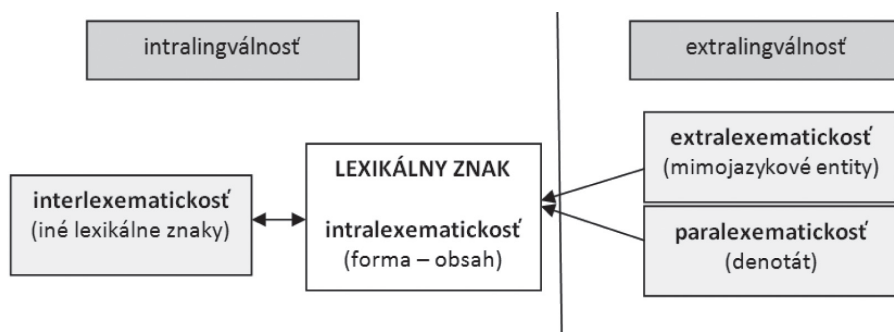 intralingválnosť
extralingválnosť
interlexematickosť
(iné lexikálne znaky)
LEXIKÁLNY ZNAK
intralexematickosť
(forma – obsah)
extralexematickosť
(mimojazykové entity)
paralexematickosť
(denotát)